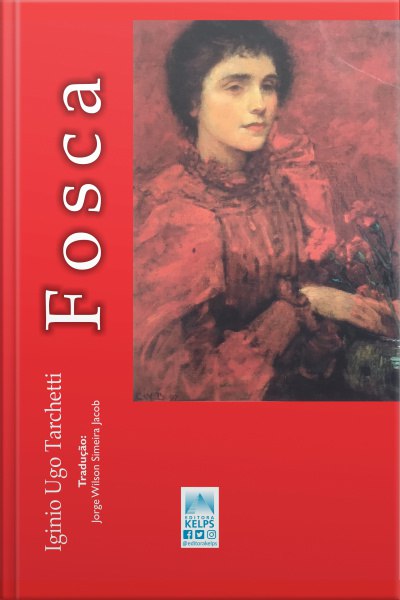 Fosca
Iginio Ugo Tarchetti
Tradução:
Jorge Wilson Simeira Jacob
EDITORA
KELPS
@editorakelps